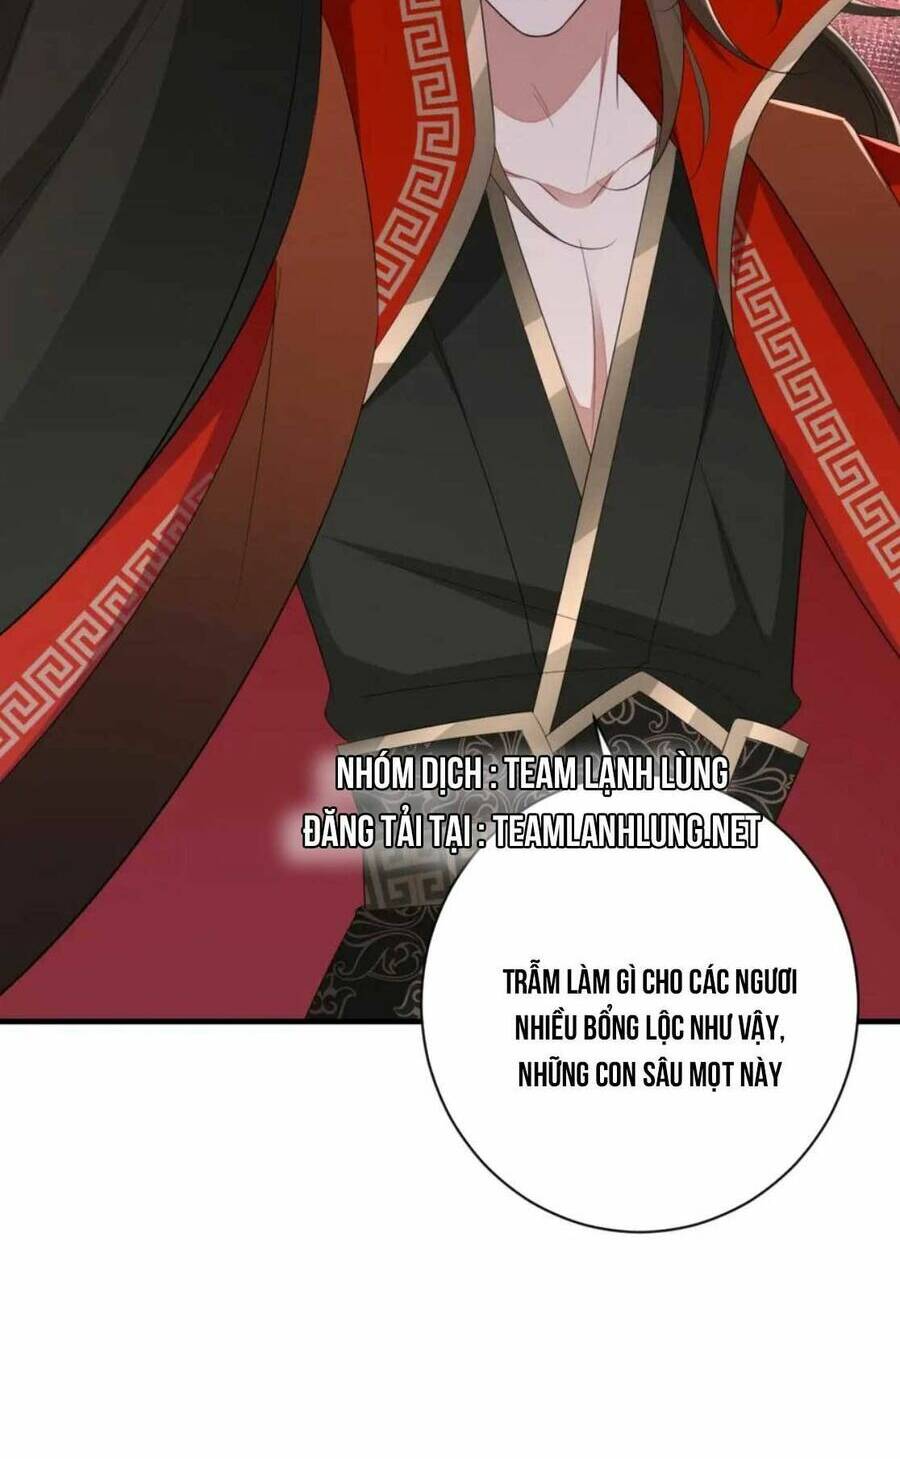 NHÓM DỊCH : TEAM LẠNH LÙNG
ĐĂNG TẢI TẠI : TEAMLANHLUNG.NET
TRẪM LÀM GÌ CHO CÁC NGƯƠI
NHIỀU BỔNG LỘC NHƯ VẬY,
NHỮNG CON SÂU MỌT NÀY